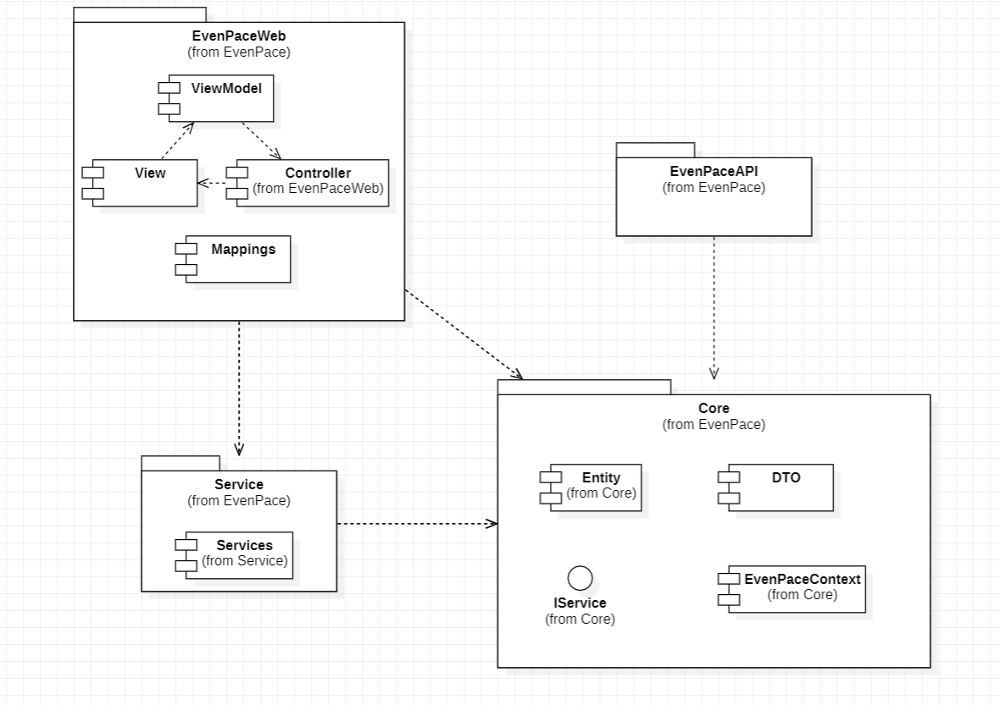 EvenPaceWeb
(from EvenPace)
ViewModel
View
Controller
(from EvenPaceWeb)
Mappings
EvenPaceAPI
(from EvenPace)
Service
(from EvenPace)
Services
(from Service)
Core
(from EvenPace)
Entity
(from Core)
DTO
IService
(from Core)
EvenPaceContext
(from Core)